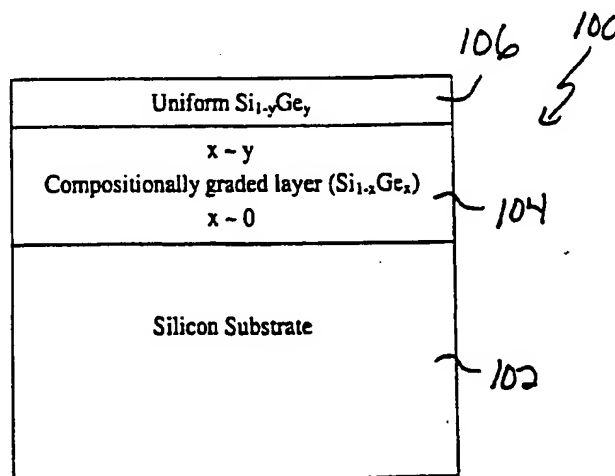 100
106
Uniform Si₁₋yGey
x ~ y
Compositionally graded layer (Si₁₋ₓGeₓ)
104
x ~ 0
Silicon Substrate
102